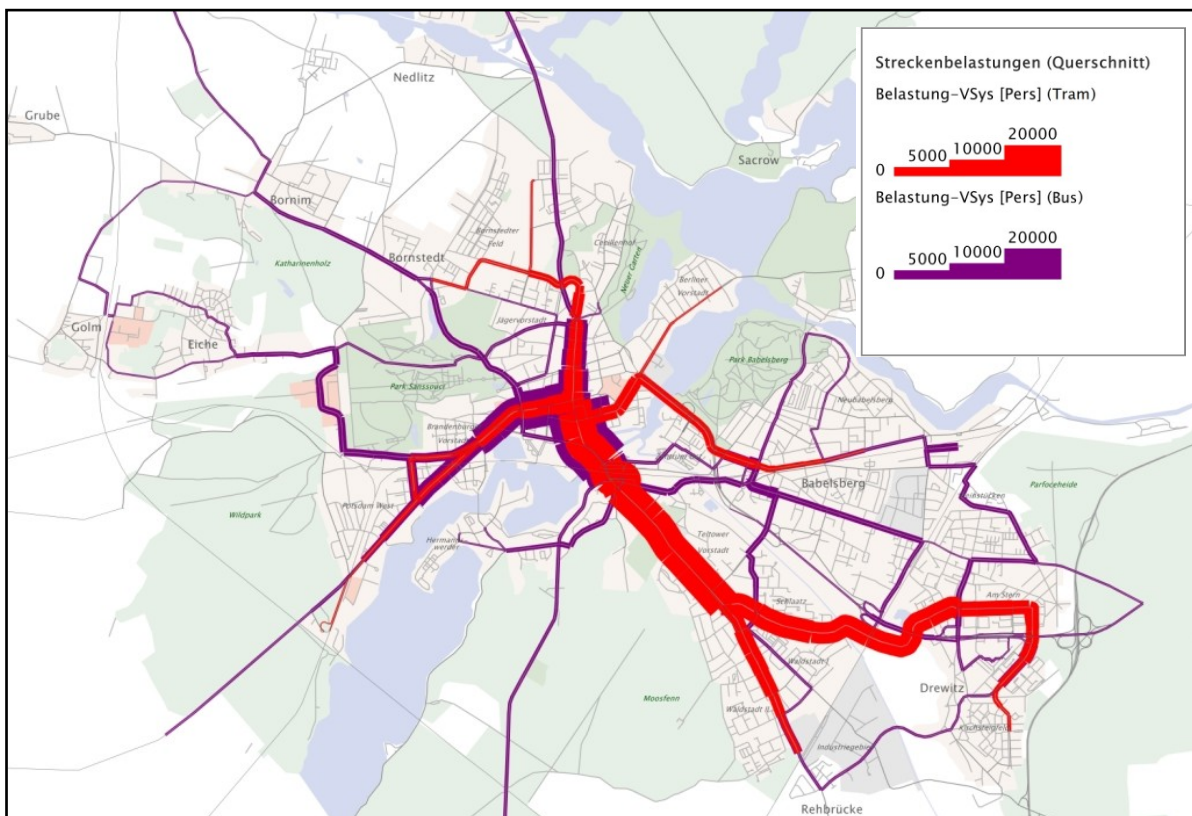 Streckenbelastungen (Querschnitt)
Belastung-VSys [Pers] (Tram)
0 5000 10000 20000
Belastung-VSys [Pers] (Bus)
0 5000 10000 20000
Nedlitz
Grube
Sacrow
Bornim
Bornstedter
Feld
Cecilienhof
Neuer Garten
Bornstedt
Katharinenholz
Berliner
Vorstadt
Golm
Eiche
Jägervorstadt
Park Sanssouci
Park Babelsberg
Neubabelsberg
Brandenburger
Vorstadt
Babelsberg
Parforceheide
Wildpark
Potsdam West
Hermanns
werder
Teltower
Vorstadt
Schlaatz
Am Stern
Waldstadt I
Drewitz
Moosfenn
Waldstadt II
Kirchsteigfeld
Industriegebiet
Rehbrücke